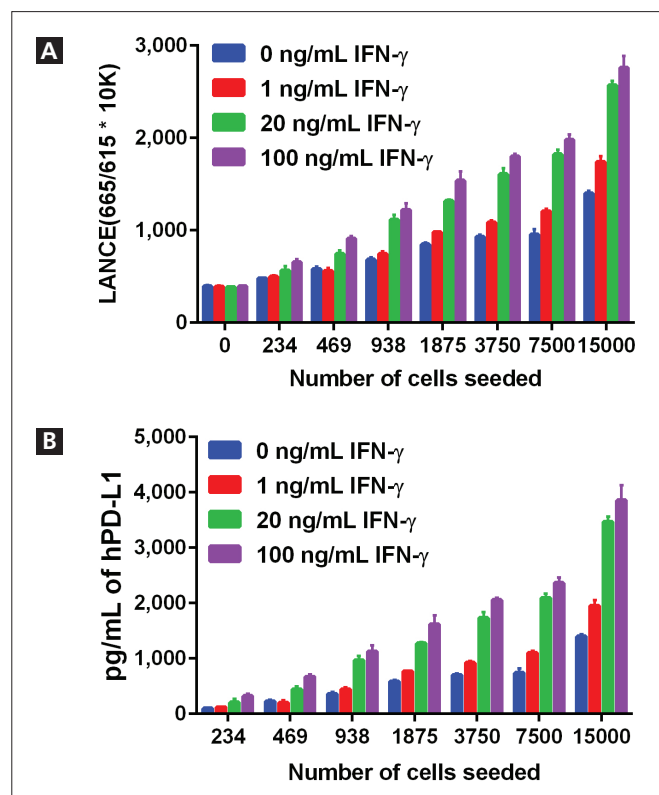 A
3,000
2,000
1,000
0
LANCE(665/615 * 10K)
0 ng/mL IFN-γ
1 ng/mL IFN-γ
20 ng/mL IFN-γ
100 ng/mL IFN-γ
0 234 469 938 1875 3750 7500 15000
Number of cells seeded
B
5,000
4,000
3,000
2,000
1,000
0
pg/mL of hPD-L1
0 ng/mL IFN-γ
1 ng/mL IFN-γ
20 ng/mL IFN-γ
100 ng/mL IFN-γ
234 469 938 1875 3750 7500 15000
Number of cells seeded